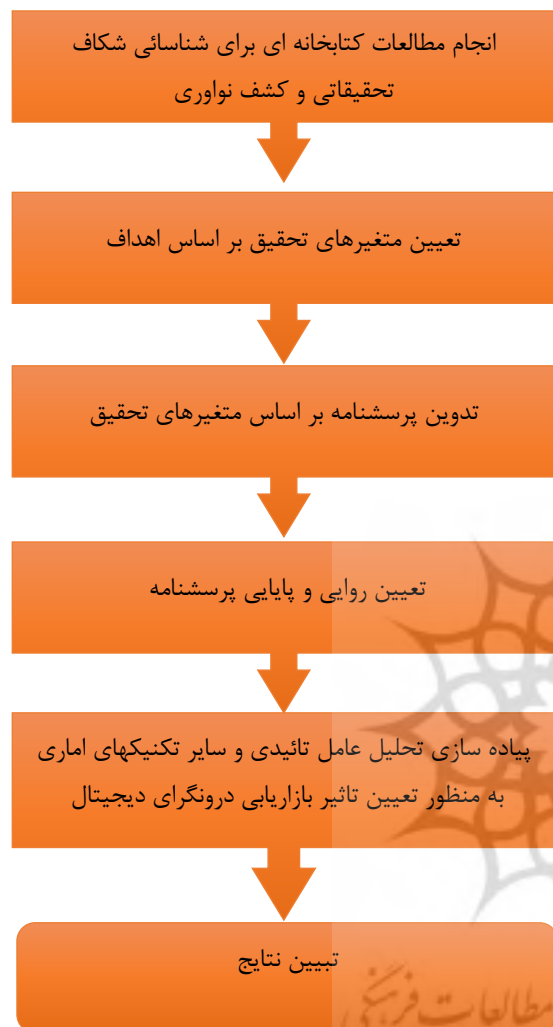 انجام مطالعات کتابخانه ای برای شناسائی شکاف
تحقیقاتی و کشف نواوری
تعیین متغیرهای تحقیق بر اساس اهداف
تدوین پرسشنامه بر اساس متغیرهای تحقیق
تعیین روایی و پایایی پرسشنامه
پیاده سازی تحلیل عامل تائیدی و سایر تکنیکهای اماری
به منظور تعیین تاثیر بازاریابی درونگرای دیجیتال
تبیین نتایج
مطالعات فرهنگی